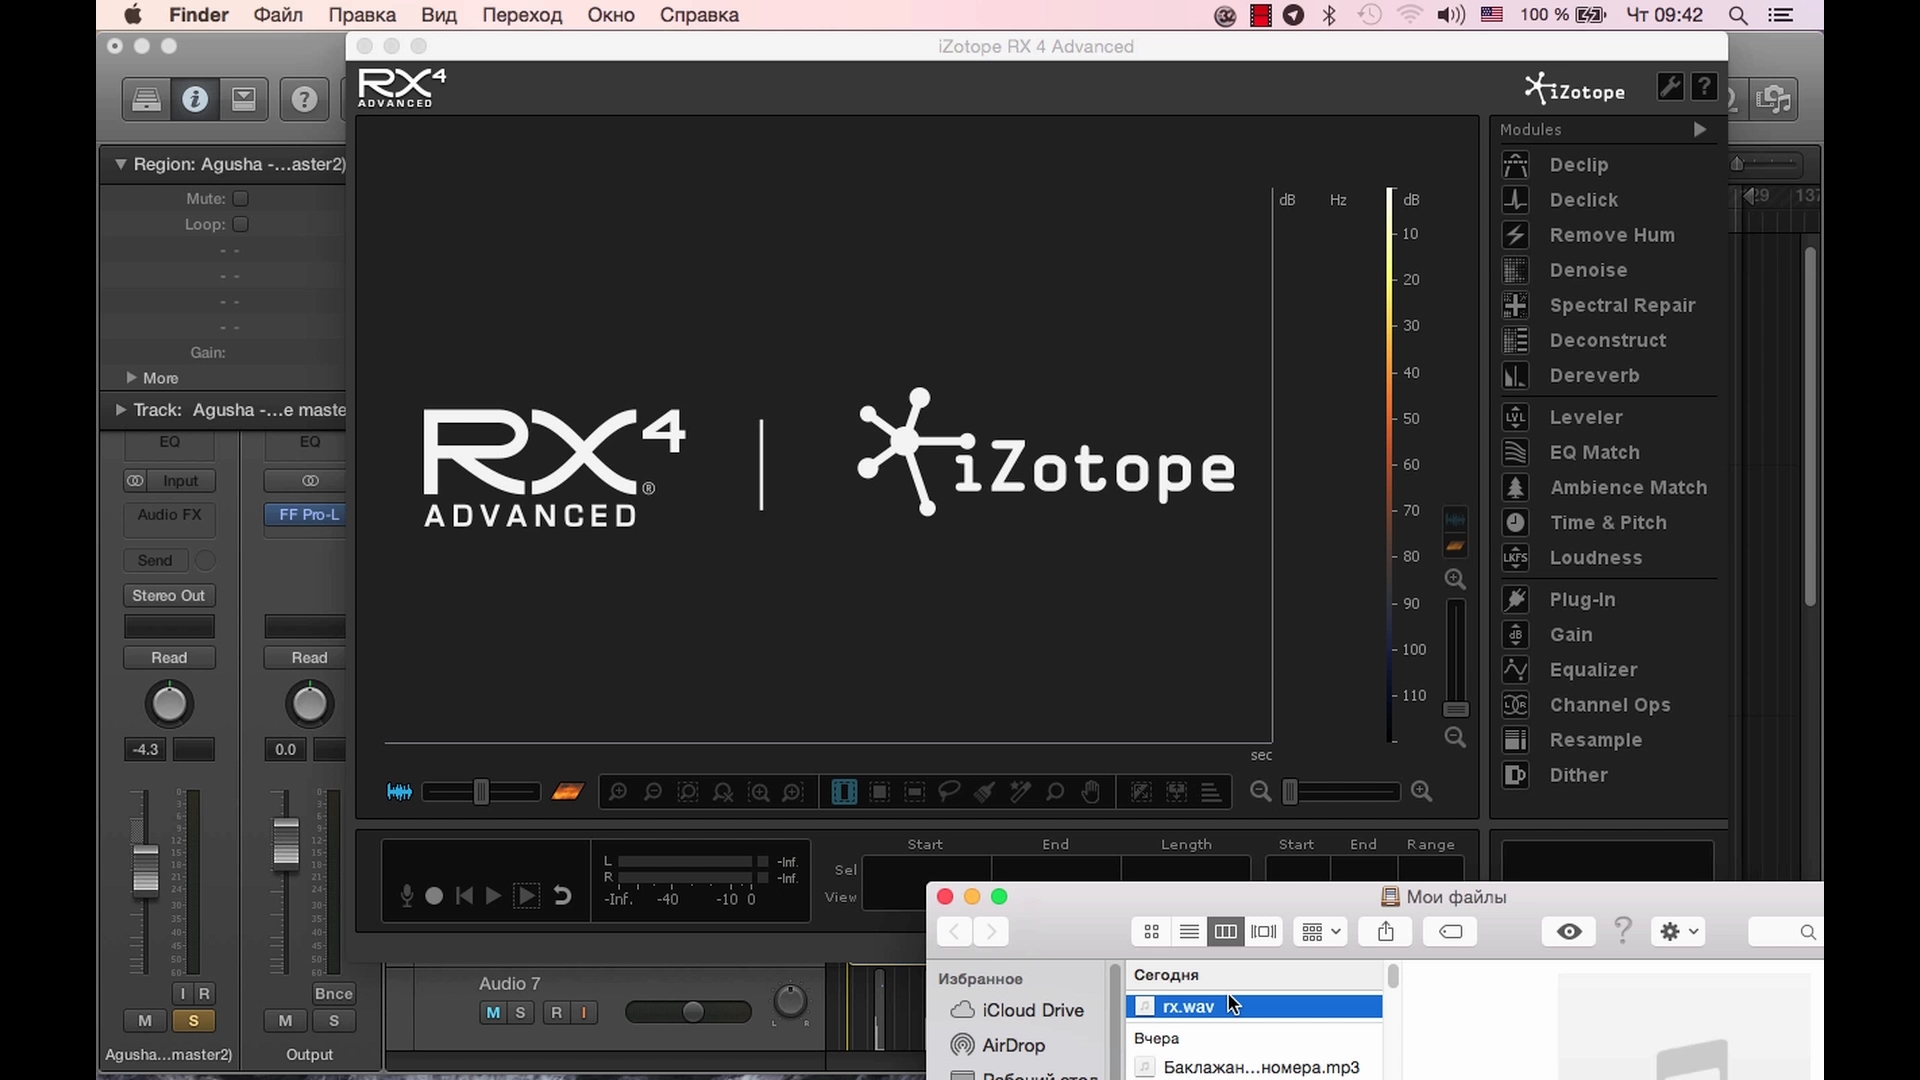 Finder Файл Правка Вид Переход Окно Справка 100 % Чт 09:42
iZotope RX 4 Advanced
RX4 ADVANCED
iZotope
?
Region: Agusha -...aster2)
Mute:
Loop:
Gain:
More
Track: Agusha -...e maste
EQ EQ
Input
Audio FX FF Pro-L
Send
Stereo Out
Read Read
-4.3 0.0
I R Bnce
M S M S
Agusha...master2) Output
RX4®
ADVANCED
iZotope
dB Hz dB
10
20
30
40
50
60
70
80
90
100
110
sec
Modules
Declip
Declick
Remove Hum
Denoise
Spectral Repair
Deconstruct
Dereverb
LVL Leveler
EQ Match
Ambience Match
Time & Pitch
LKFS Loudness
Plug-In
dB Gain
Equalizer
Channel Ops
Resample
Dither
L -Inf.
R -Inf.
-Inf. -40 -10 0
Start End Length Start End Range
Sel
View
Audio 7
M S R I
L R
Мои файлы
Избранное
iCloud Drive
AirDrop
Рабочий стол
Сегодня
rx.wav
Вчера
Баклажан...номера.mp3